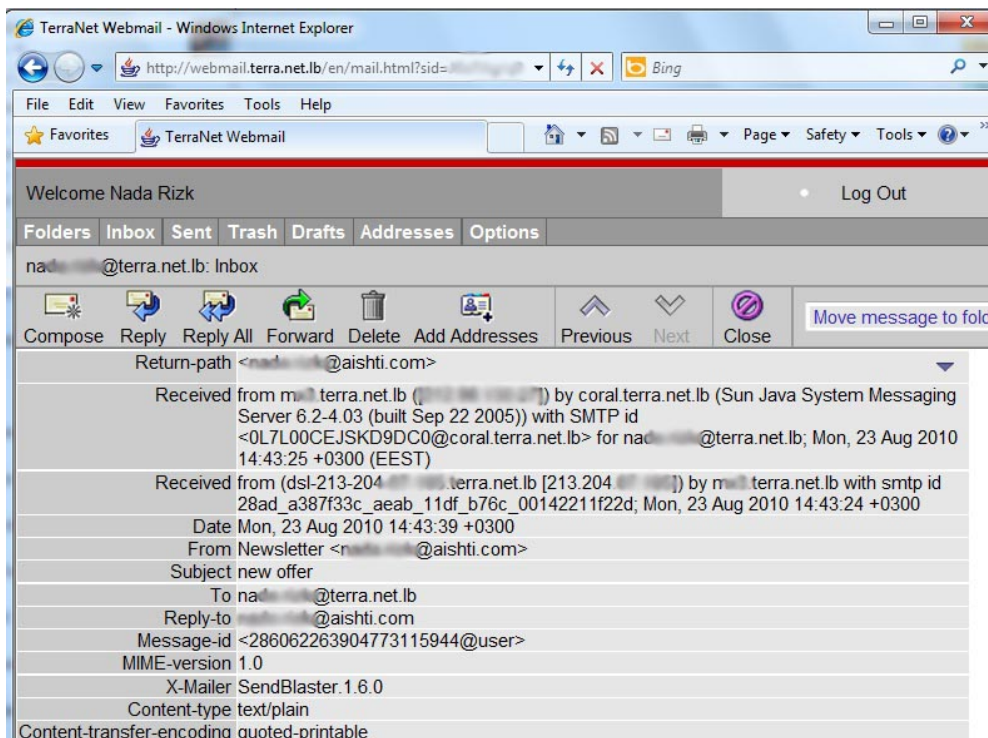 TerraNet Webmail - Windows Internet Explorer
http://webmail.terra.net.lb/en/mail.html?sid=
Bing
File Edit View Favorites Tools Help
Favorites TerraNet Webmail Page Safety Tools
Welcome Nada Rizk Log Out
Folders Inbox Sent Trash Drafts Addresses Options
@terra.net.lb: Inbox
Compose Reply Reply All Forward Delete Add Addresses Previous Next Close Move message to fold
Return-path < @aishti.com>
Received from .terra.net.lb ([ ]) by coral.terra.net.lb (Sun Java System Messaging
Server 6.2-4.03 (built Sep 22 2005)) with SMTP id
<0L7L00CEJSKD9DC0@coral.terra.net.lb> for @terra.net.lb; Mon, 23 Aug 2010
14:43:25 +0300 (EEST)
Received from (dsl-213-204- .terra.net.lb [213.204. ]) by .terra.net.lb with smtp id
28ad_a387f33c_aeab_11df_b76c_00142211f22d; Mon, 23 Aug 2010 14:43:24 +0300
Date Mon, 23 Aug 2010 14:43:39 +0300
From Newsletter < @aishti.com>
Subject new offer
To @terra.net.lb
Reply-to @aishti.com
Message-id <286062263904773115944@user>
MIME-version 1.0
X-Mailer SendBlaster.1.6.0
Content-type text/plain
Content-transfer-encoding quoted-printable